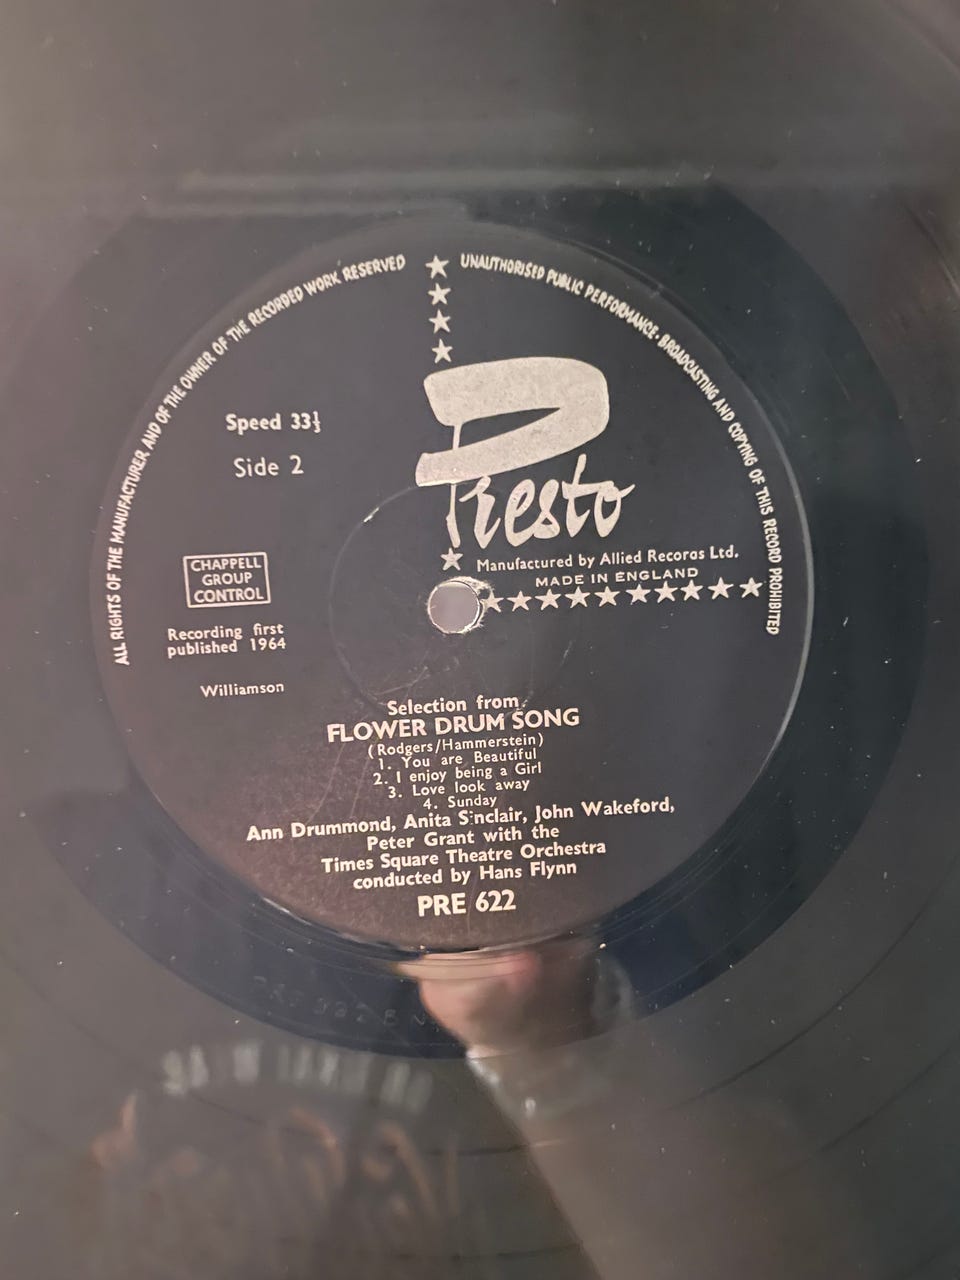 ALL RIGHTS OF THE MANUFACTURER AND OF THE OWNER OF THE RECORDED WORK RESERVED
UNAUTHORISED PUBLIC PERFORMANCE · BROADCASTING AND COPYING OF THIS RECORD PROHIBITED
Speed 33⅓
Side 2
Presto
Manufactured by Allied Records Ltd.
MADE IN ENGLAND
CHAPPELL
GROUP
CONTROL
Recording first
published 1964
Williamson
Selection from
FLOWER DRUM SONG
(Rodgers/Hammerstein)
1. You are Beautiful
2. I enjoy being a Girl
3. Love look away
4. Sunday
Ann Drummond, Anita Sinclair, John Wakeford,
Peter Grant with the
Times Square Theatre Orchestra
conducted by Hans Flynn
PRE 622